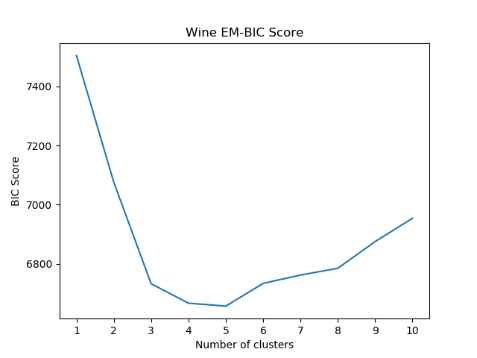 Wine EM-BIC Score
7400
7200
7000
6800
BIC Score
1 2 3 4 5 6 7 8 9 10
Number of clusters